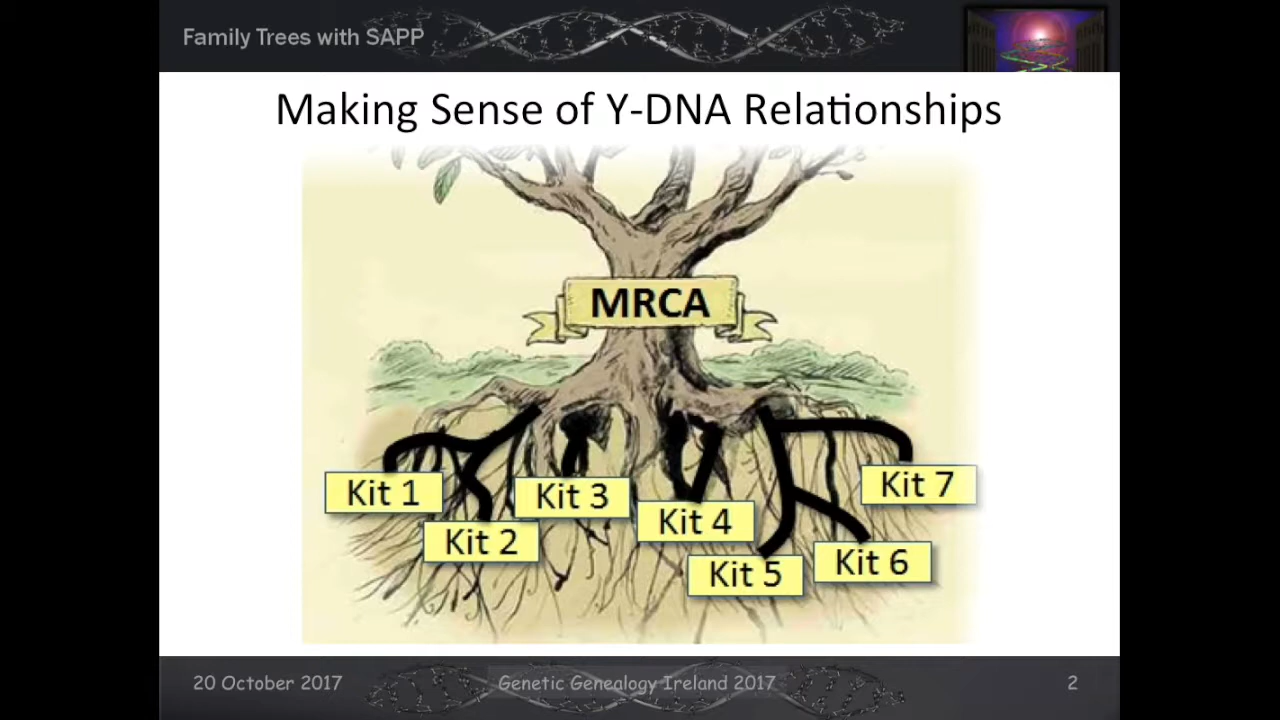 Family Trees with SAPP
Making Sense of Y-DNA Relationships
MRCA
Kit 1
Kit 2
Kit 3
Kit 4
Kit 5
Kit 6
Kit 7
20 October 2017
Genetic Genealogy Ireland 2017
2